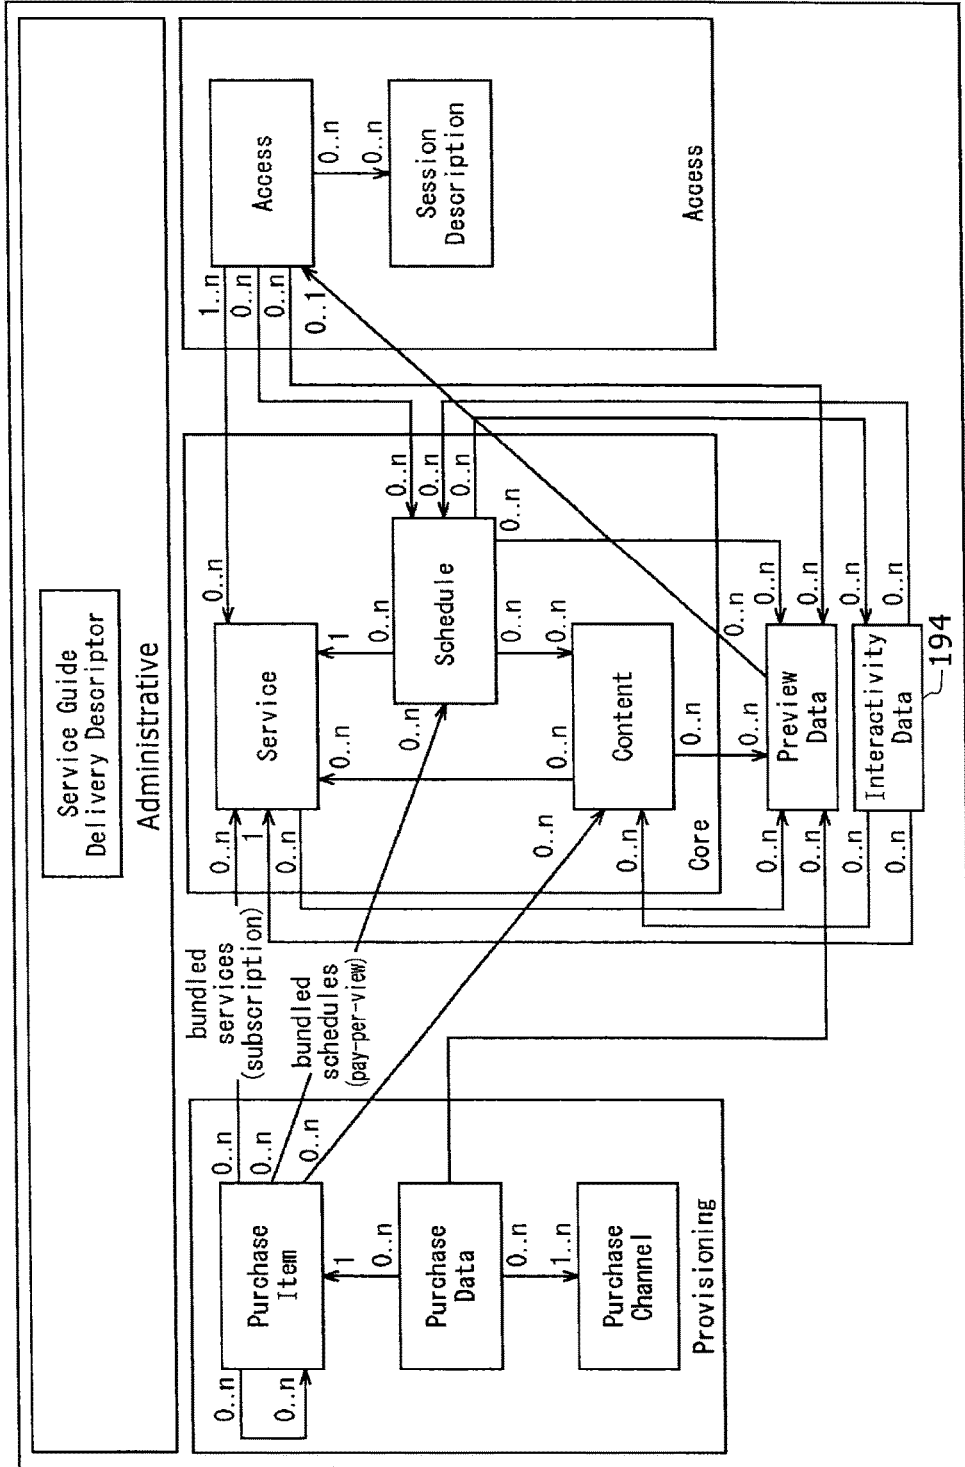 Service Guide
Delivery Descriptor
Administrative
Purchase
Item
0..n
0..n
0..n
0..n
0..n
1
0..n
Purchase
Data
0..n
1..n
Purchase
Channel
Provisioning
bundled
services
(subscription)
bundled
schedules
(pay-per-view)
0..n
1
0..n
Service
0..n
1
0..n
0..n
0..n
Schedule
0..n
0..n
0..n
0..n
0..n
0..n
0..n
0..n
0..n
Content
0..n
0..n
Core
0..n
0..n
0..n
0..n
0..n
0..n
Preview
Data
0..n
0..n
0..n
0..n
Interactivity
Data
0..n
0..n
194
1..n
0..n
0..n
0..1
Access
0..n
0..n
Session
Description
Access